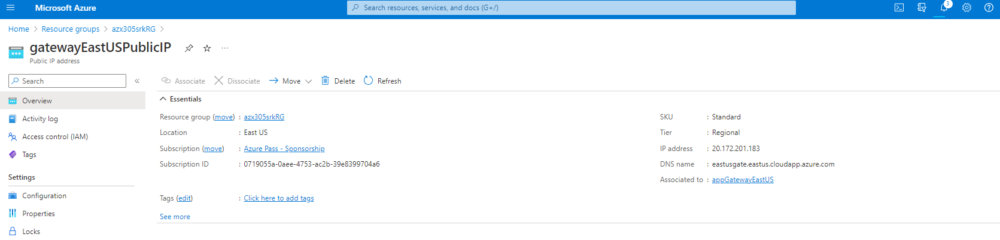 Microsoft Azure
Search resources, services, and docs (G+/)
3
Home > Resource groups > azx305srkRG >
gatewayEastUSPublicIP
Public IP address
Search
Overview
Activity log
Access control (IAM)
Tags
Settings
Configuration
Properties
Locks
Associate Dissociate Move Delete Refresh
Essentials
Resource group (move) : azx305srkRG
Location : East US
Subscription (move) : Azure Pass - Sponsorship
Subscription ID : 0719055a-0aee-4753-ac2b-39e8399704a6
Tags (edit) : Click here to add tags
See more
SKU : Standard
Tier : Regional
IP address : 20.172.201.183
DNS name : eastusgate.eastus.cloudapp.azure.com
Associated to : appGatewayEastUS